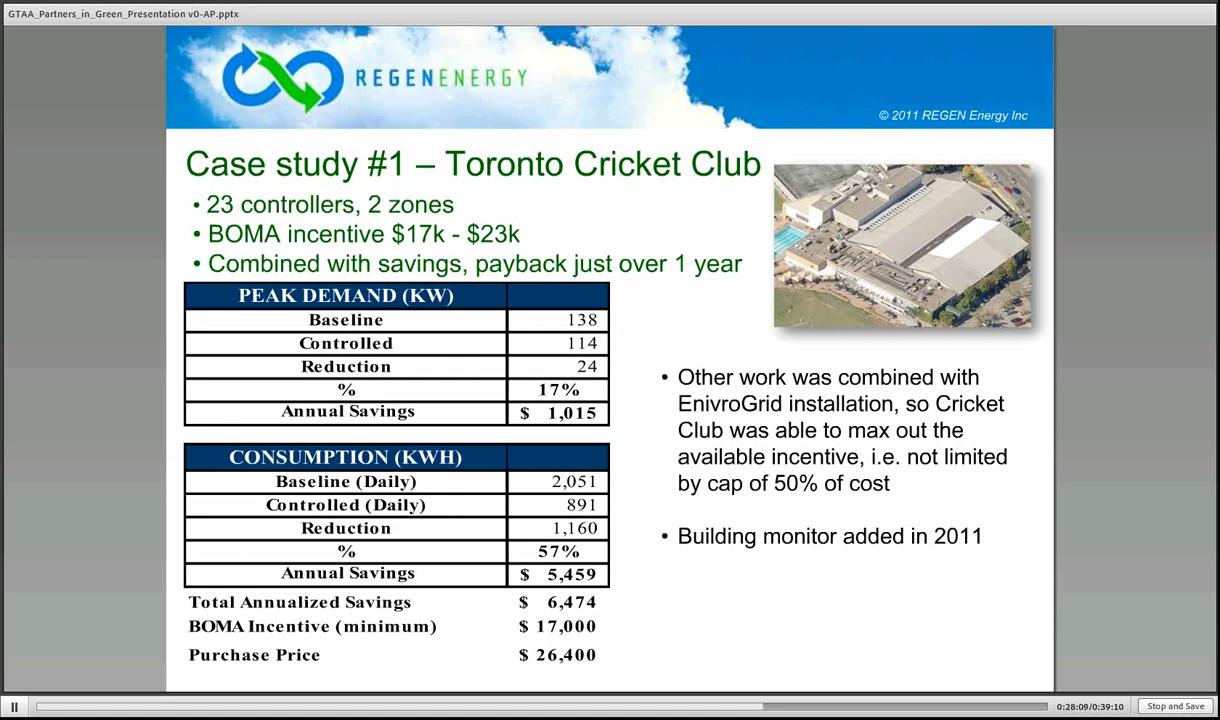 GTAA_Partners_in_Green_Presentation v0-AP.pptx
REGENENERGY
© 2011 REGEN Energy Inc
Case study #1 – Toronto Cricket Club
• 23 controllers, 2 zones
• BOMA incentive $17k - $23k
• Combined with savings, payback just over 1 year
PEAK DEMAND (KW)
Baseline 138
Controlled 114
Reduction 24
% 17%
Annual Savings $ 1,015
CONSUMPTION (KWH)
Baseline (Daily) 2,051
Controlled (Daily) 891
Reduction 1,160
% 57%
Annual Savings $ 5,459
Total Annualized Savings $ 6,474
BOMA Incentive (minimum) $ 17,000
Purchase Price $ 26,400
• Other work was combined with
EnivroGrid installation, so Cricket
Club was able to max out the
available incentive, i.e. not limited
by cap of 50% of cost
• Building monitor added in 2011
0:28:09/0:39:10
Stop and Save